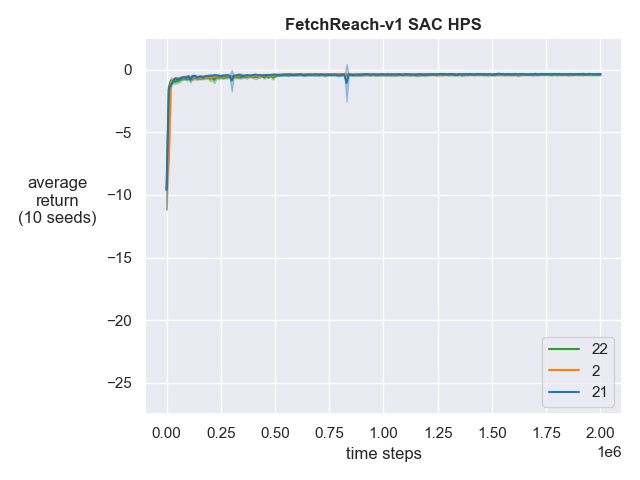 FetchReach-v1 SAC HPS
0
−5
−10
−15
−20
−25
average
return
(10 seeds)
22
2
21
0.00 0.25 0.50 0.75 1.00 1.25 1.50 1.75 2.00
time steps
1e6